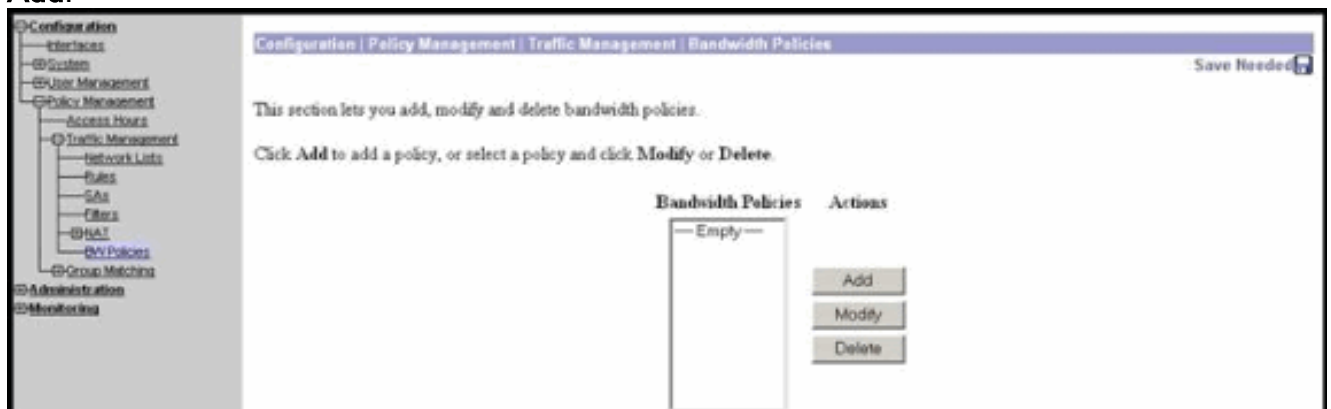 Add.
Configuration
Interfaces
System
User Management
Policy Management
Access Hours
Traffic Management
Network Lists
Rules
SAs
Filters
NAT
BW Policies
Group Matching
Administration
Monitoring
Configuration | Policy Management | Traffic Management | Bandwidth Policies
Save Needed
This section lets you add, modify and delete bandwidth policies.
Click Add to add a policy, or select a policy and click Modify or Delete.
Bandwidth Policies Actions
—Empty—
Add
Modify
Delete